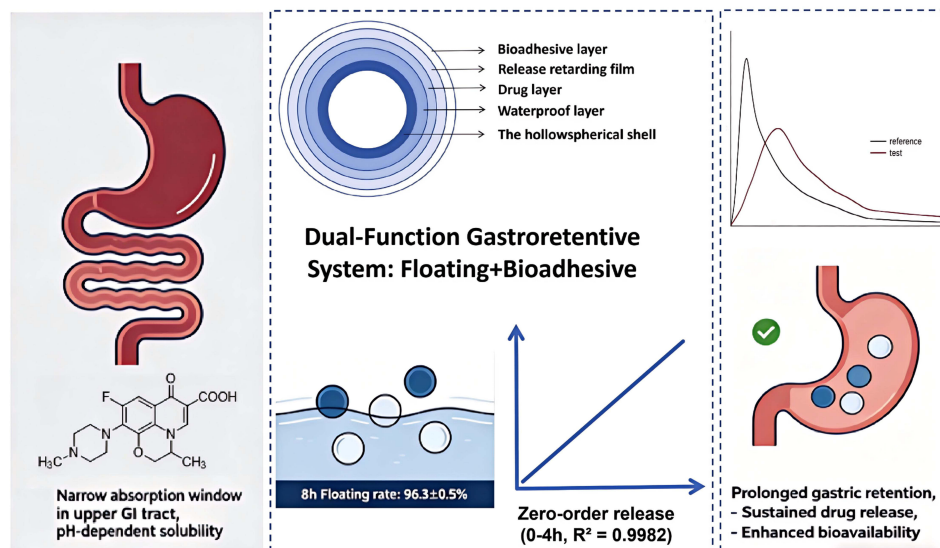 F
O
COOH
N
N
N
H₃C
O
CH₃
Narrow absorption window
in upper GI tract,
pH-dependent solubility
Bioadhesive layer
Release retarding film
Drug layer
Waterproof layer
The hollowspherical shell
Dual-Function Gastroretentive
System: Floating+Bioadhesive
8h Floating rate: 96.3±0.5%
Zero-order release
(0-4h, R² = 0.9982)
reference
test
Prolonged gastric retention,
- Sustained drug release,
- Enhanced bioavailability